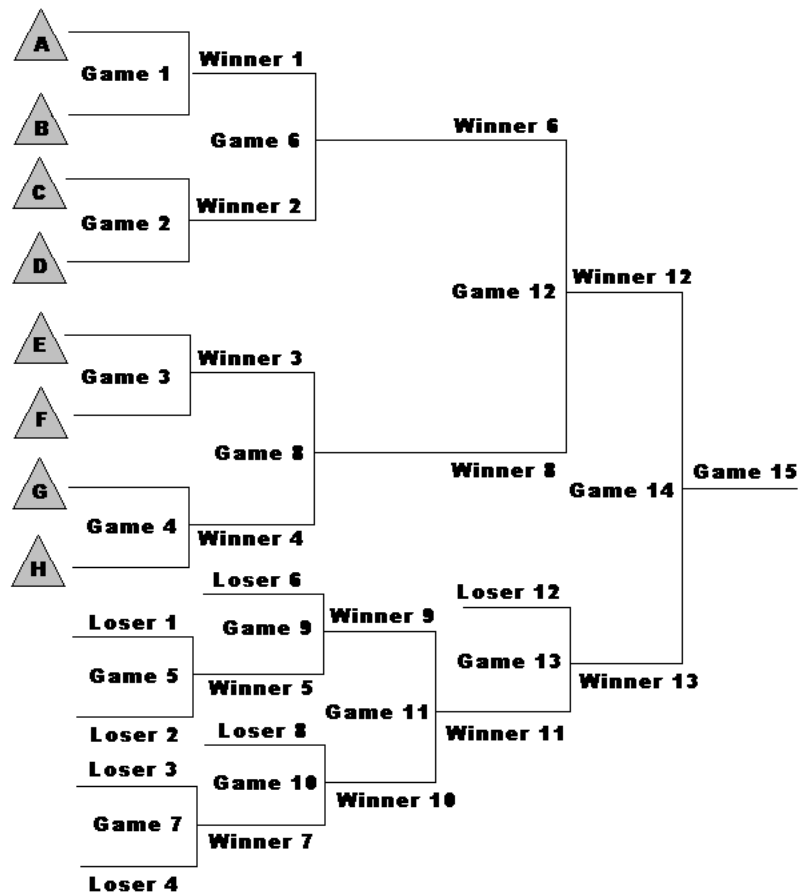 A
Winner 1
Game 1
B
Winner 6
Game 6
C
Winner 2
Game 2
D
Winner 12
Game 12
E
Winner 3
Game 3
F
Game 8
Winner 8
Game 15
G
Game 14
Game 4
Winner 4
H
Loser 6
Loser 12
Loser 1
Winner 9
Game 9
Game 13
Game 5
Winner 5
Winner 13
Game 11
Loser 2
Loser 8
Winner 11
Loser 3
Game 10
Winner 10
Game 7
Winner 7
Loser 4